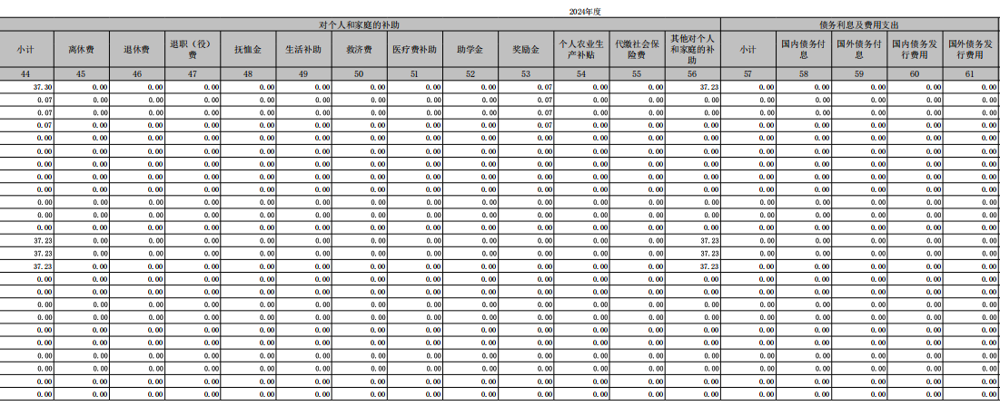 2024年度
对个人和家庭的补助 债务利息及费用支出
小计 离休费 退休费 退职（役）费 抚恤金 生活补助 救济费 医疗费补助 助学金 奖励金 个人农业生产补贴 代缴社会保险费 其他对个人和家庭的补助 小计 国内债务付息 国外债务付息 国内债务发行费用 国外债务发行费用
44 45 46 47 48 49 50 51 52 53 54 55 56 57 58 59 60 61
37.30 0.00 0.00 0.00 0.00 0.00 0.00 0.00 0.00 0.07 0.00 0.00 37.23 0.00 0.00 0.00 0.00 0.00
0.07 0.00 0.00 0.00 0.00 0.00 0.00 0.00 0.00 0.07 0.00 0.00 0.00 0.00 0.00 0.00 0.00 0.00
0.07 0.00 0.00 0.00 0.00 0.00 0.00 0.00 0.00 0.07 0.00 0.00 0.00 0.00 0.00 0.00 0.00 0.00
0.07 0.00 0.00 0.00 0.00 0.00 0.00 0.00 0.00 0.07 0.00 0.00 0.00 0.00 0.00 0.00 0.00 0.00
0.00 0.00 0.00 0.00 0.00 0.00 0.00 0.00 0.00 0.00 0.00 0.00 0.00 0.00 0.00 0.00 0.00 0.00
0.00 0.00 0.00 0.00 0.00 0.00 0.00 0.00 0.00 0.00 0.00 0.00 0.00 0.00 0.00 0.00 0.00 0.00
0.00 0.00 0.00 0.00 0.00 0.00 0.00 0.00 0.00 0.00 0.00 0.00 0.00 0.00 0.00 0.00 0.00 0.00
0.00 0.00 0.00 0.00 0.00 0.00 0.00 0.00 0.00 0.00 0.00 0.00 0.00 0.00 0.00 0.00 0.00 0.00
0.00 0.00 0.00 0.00 0.00 0.00 0.00 0.00 0.00 0.00 0.00 0.00 0.00 0.00 0.00 0.00 0.00 0.00
0.00 0.00 0.00 0.00 0.00 0.00 0.00 0.00 0.00 0.00 0.00 0.00 0.00 0.00 0.00 0.00 0.00 0.00
0.00 0.00 0.00 0.00 0.00 0.00 0.00 0.00 0.00 0.00 0.00 0.00 0.00 0.00 0.00 0.00 0.00 0.00
0.00 0.00 0.00 0.00 0.00 0.00 0.00 0.00 0.00 0.00 0.00 0.00 0.00 0.00 0.00 0.00 0.00 0.00
37.23 0.00 0.00 0.00 0.00 0.00 0.00 0.00 0.00 0.00 0.00 0.00 37.23 0.00 0.00 0.00 0.00 0.00
37.23 0.00 0.00 0.00 0.00 0.00 0.00 0.00 0.00 0.00 0.00 0.00 37.23 0.00 0.00 0.00 0.00 0.00
37.23 0.00 0.00 0.00 0.00 0.00 0.00 0.00 0.00 0.00 0.00 0.00 37.23 0.00 0.00 0.00 0.00 0.00
0.00 0.00 0.00 0.00 0.00 0.00 0.00 0.00 0.00 0.00 0.00 0.00 0.00 0.00 0.00 0.00 0.00 0.00
0.00 0.00 0.00 0.00 0.00 0.00 0.00 0.00 0.00 0.00 0.00 0.00 0.00 0.00 0.00 0.00 0.00 0.00
0.00 0.00 0.00 0.00 0.00 0.00 0.00 0.00 0.00 0.00 0.00 0.00 0.00 0.00 0.00 0.00 0.00 0.00
0.00 0.00 0.00 0.00 0.00 0.00 0.00 0.00 0.00 0.00 0.00 0.00 0.00 0.00 0.00 0.00 0.00 0.00
0.00 0.00 0.00 0.00 0.00 0.00 0.00 0.00 0.00 0.00 0.00 0.00 0.00 0.00 0.00 0.00 0.00 0.00
0.00 0.00 0.00 0.00 0.00 0.00 0.00 0.00 0.00 0.00 0.00 0.00 0.00 0.00 0.00 0.00 0.00 0.00
0.00 0.00 0.00 0.00 0.00 0.00 0.00 0.00 0.00 0.00 0.00 0.00 0.00 0.00 0.00 0.00 0.00 0.00
0.00 0.00 0.00 0.00 0.00 0.00 0.00 0.00 0.00 0.00 0.00 0.00 0.00 0.00 0.00 0.00 0.00 0.00
0.00 0.00 0.00 0.00 0.00 0.00 0.00 0.00 0.00 0.00 0.00 0.00 0.00 0.00 0.00 0.00 0.00 0.00
0.00 0.00 0.00 0.00 0.00 0.00 0.00 0.00 0.00 0.00 0.00 0.00 0.00 0.00 0.00 0.00 0.00 0.00